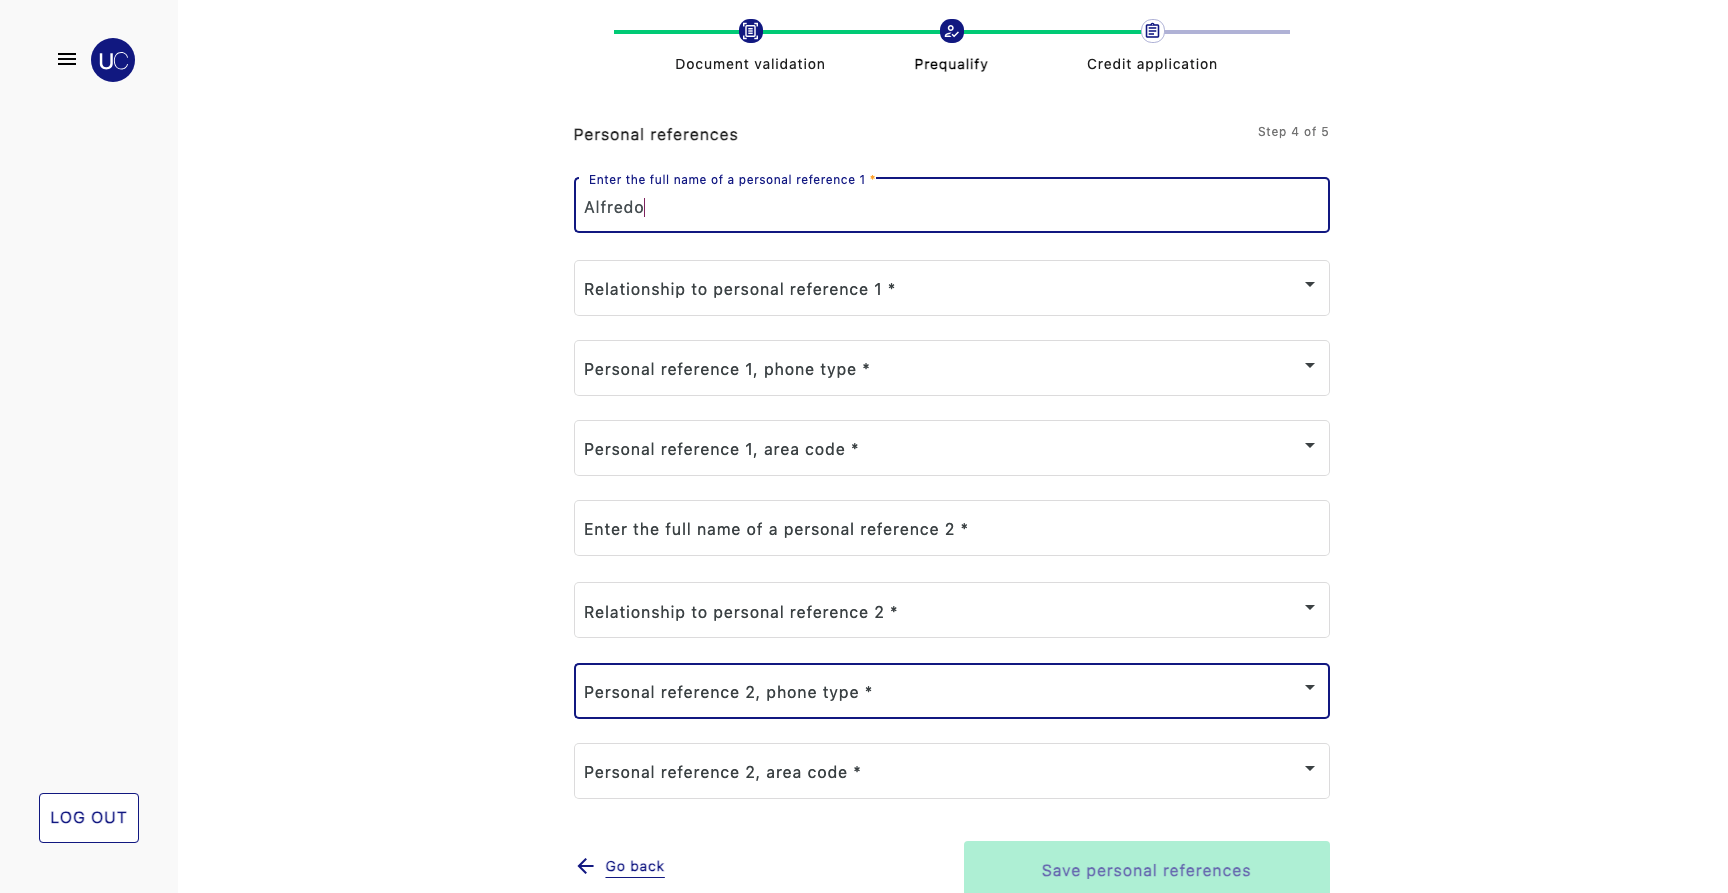 UC
Document validation
Prequalify
Credit application
Personal references
Step 4 of 5
Enter the full name of a personal reference 1 *
Alfredo
Relationship to personal reference 1 *
Personal reference 1, phone type *
Personal reference 1, area code *
Enter the full name of a personal reference 2 *
Relationship to personal reference 2 *
Personal reference 2, phone type *
Personal reference 2, area code *
LOG OUT
Go back
Save personal references